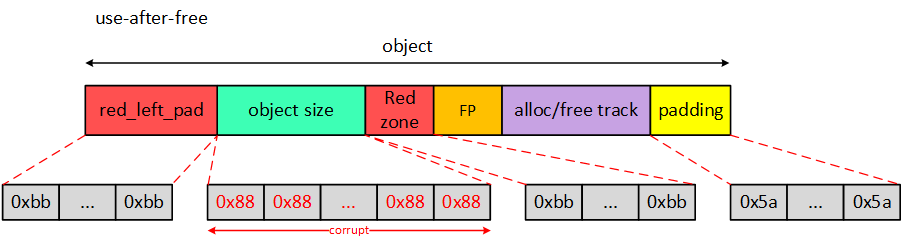 use-after-free
object
red_left_pad object size Red zone FP alloc/free track padding
0xbb ... 0xbb 0x88 0x88 ... 0x88 0x88 0xbb ... 0xbb 0x5a ... 0x5a
corrupt